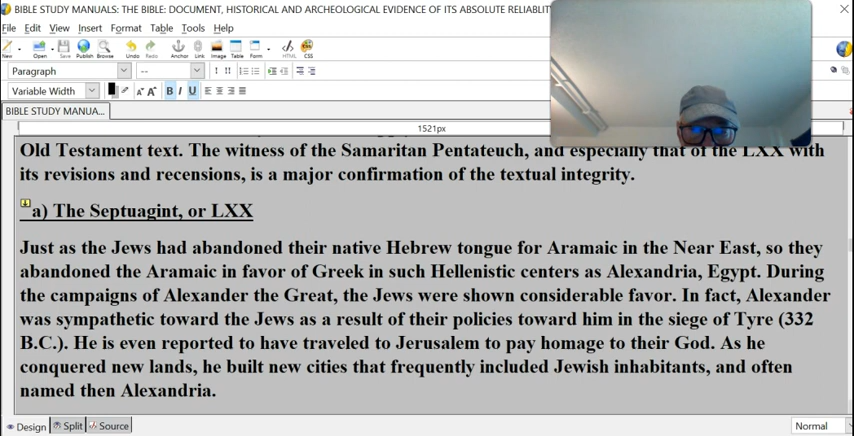 BIBLE STUDY MANUALS: THE BIBLE: DOCUMENT, HISTORICAL AND ARCHEOLOGICAL EVIDENCE OF ITS ABSOLUTE RELIABILIT
File Edit View Insert Format Table Tools Help
New Open Save Publish Browse Undo Redo Anchor Link Image Table Form HTML CSS
Paragraph --
Variable Width A A B I U
BIBLE STUDY MANUA...
1521px
Old Testament text. The witness of the Samaritan Pentateuch, and especially that of the LXX with
its revisions and recensions, is a major confirmation of the textual integrity.
a) The Septuagint, or LXX
Just as the Jews had abandoned their native Hebrew tongue for Aramaic in the Near East, so they
abandoned the Aramaic in favor of Greek in such Hellenistic centers as Alexandria, Egypt. During
the campaigns of Alexander the Great, the Jews were shown considerable favor. In fact, Alexander
was sympathetic toward the Jews as a result of their policies toward him in the siege of Tyre (332
B.C.). He is even reported to have traveled to Jerusalem to pay homage to their God. As he
conquered new lands, he built new cities that frequently included Jewish inhabitants, and often
named then Alexandria.
Design Split Source Normal